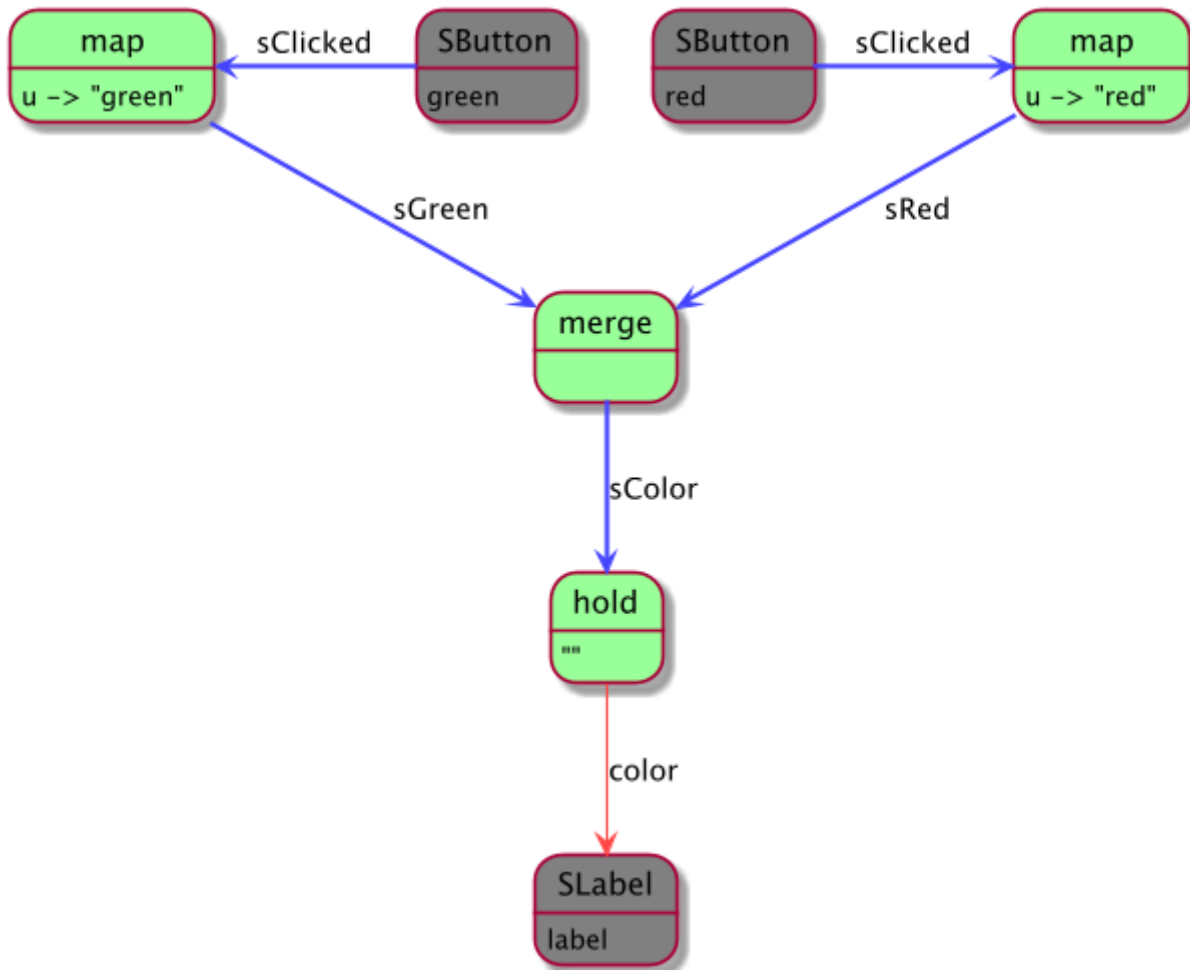 map
u -> "green"
sClicked
SButton
green
SButton
red
sClicked
map
u -> "red"
sGreen
sRed
merge
sColor
hold
""
color
SLabel
label